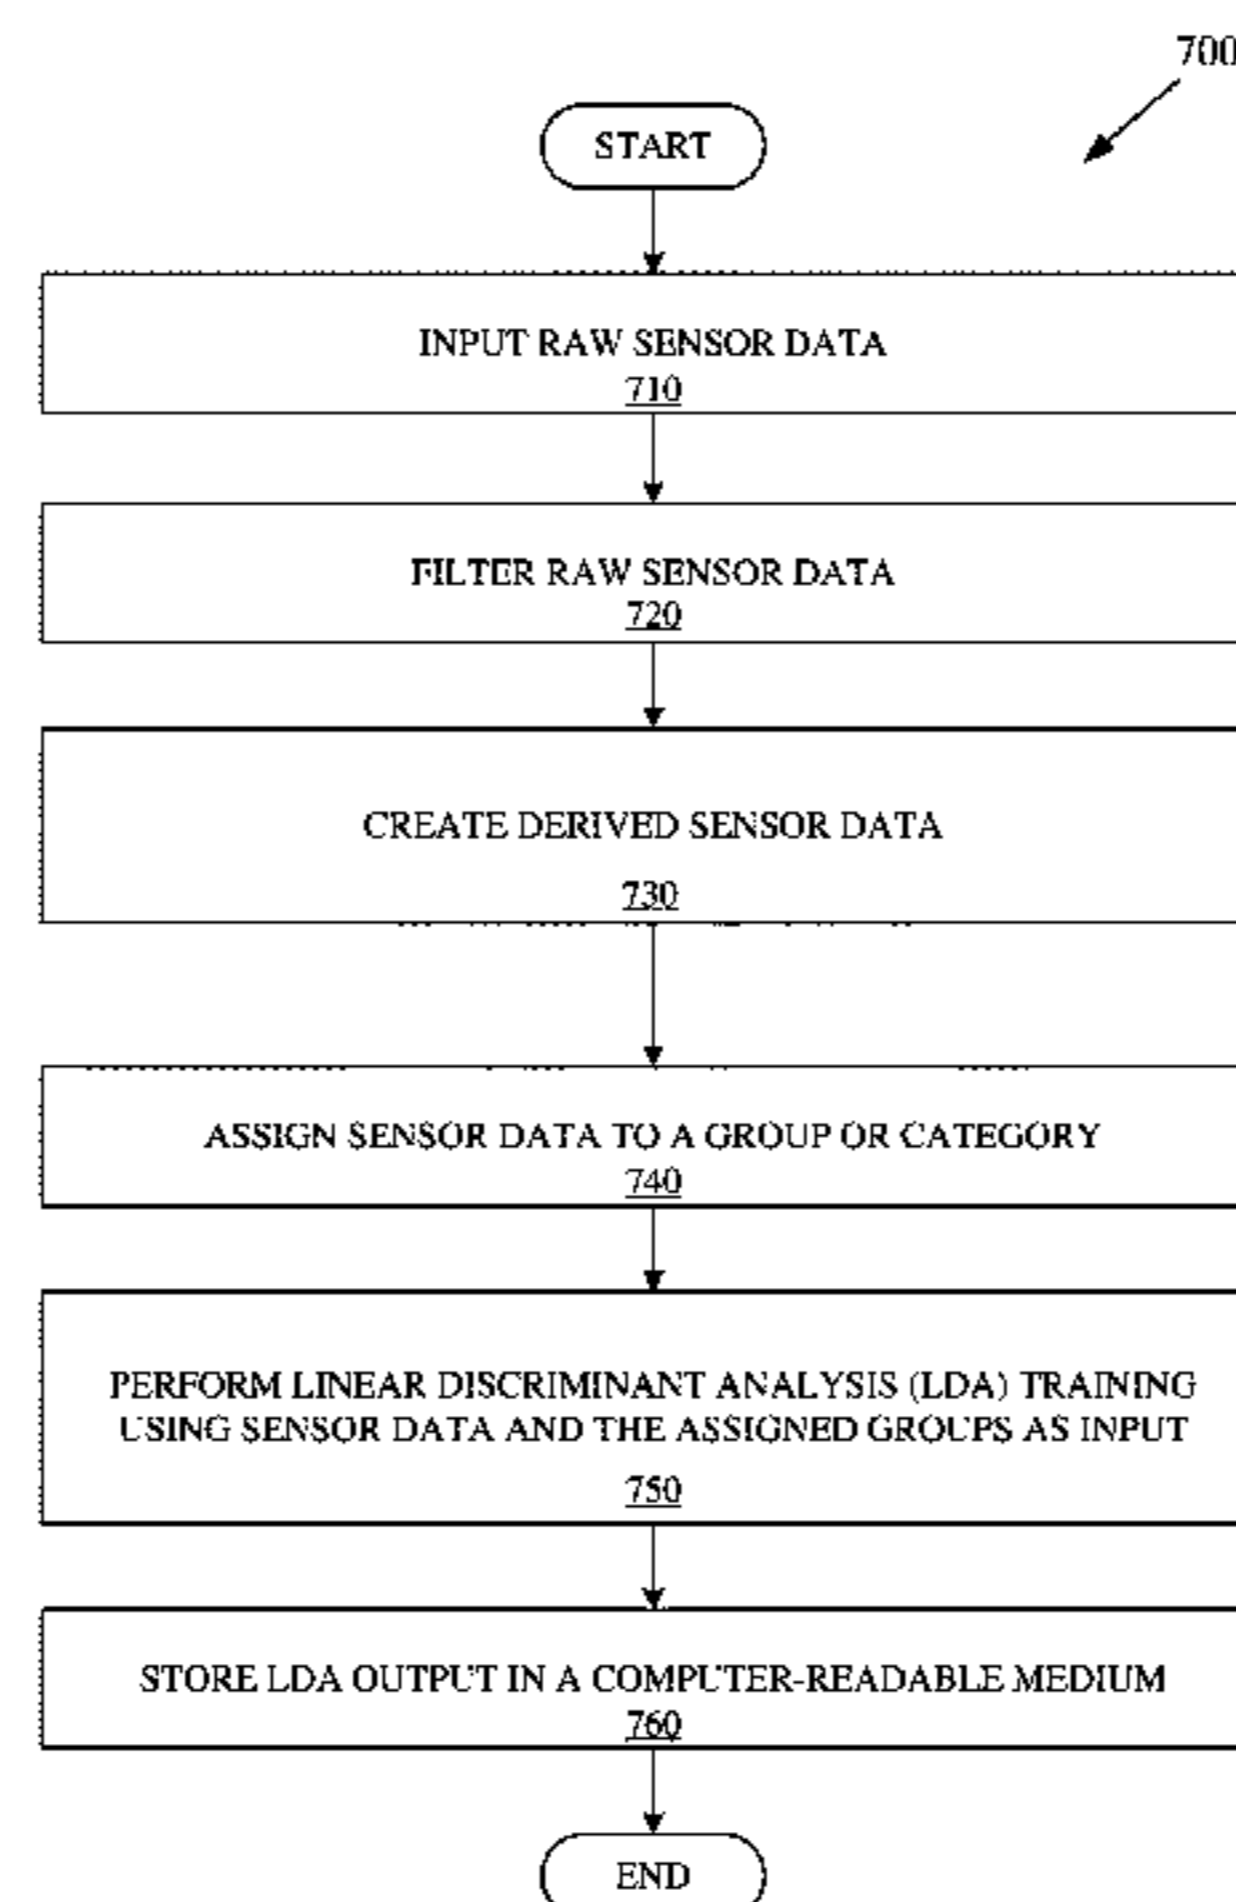 700
START
INPUT RAW SENSOR DATA
710
FILTER RAW SENSOR DATA
720
CREATE DERIVED SENSOR DATA
730
ASSIGN SENSOR DATA TO A GROUP OR CATEGORY
740
PERFORM LINEAR DISCRIMINANT ANALYSIS (LDA) TRAINING
USING SENSOR DATA AND THE ASSIGNED GROUPS AS INPUT
750
STORE LDA OUTPUT IN A COMPUTER-READABLE MEDIUM
760
END